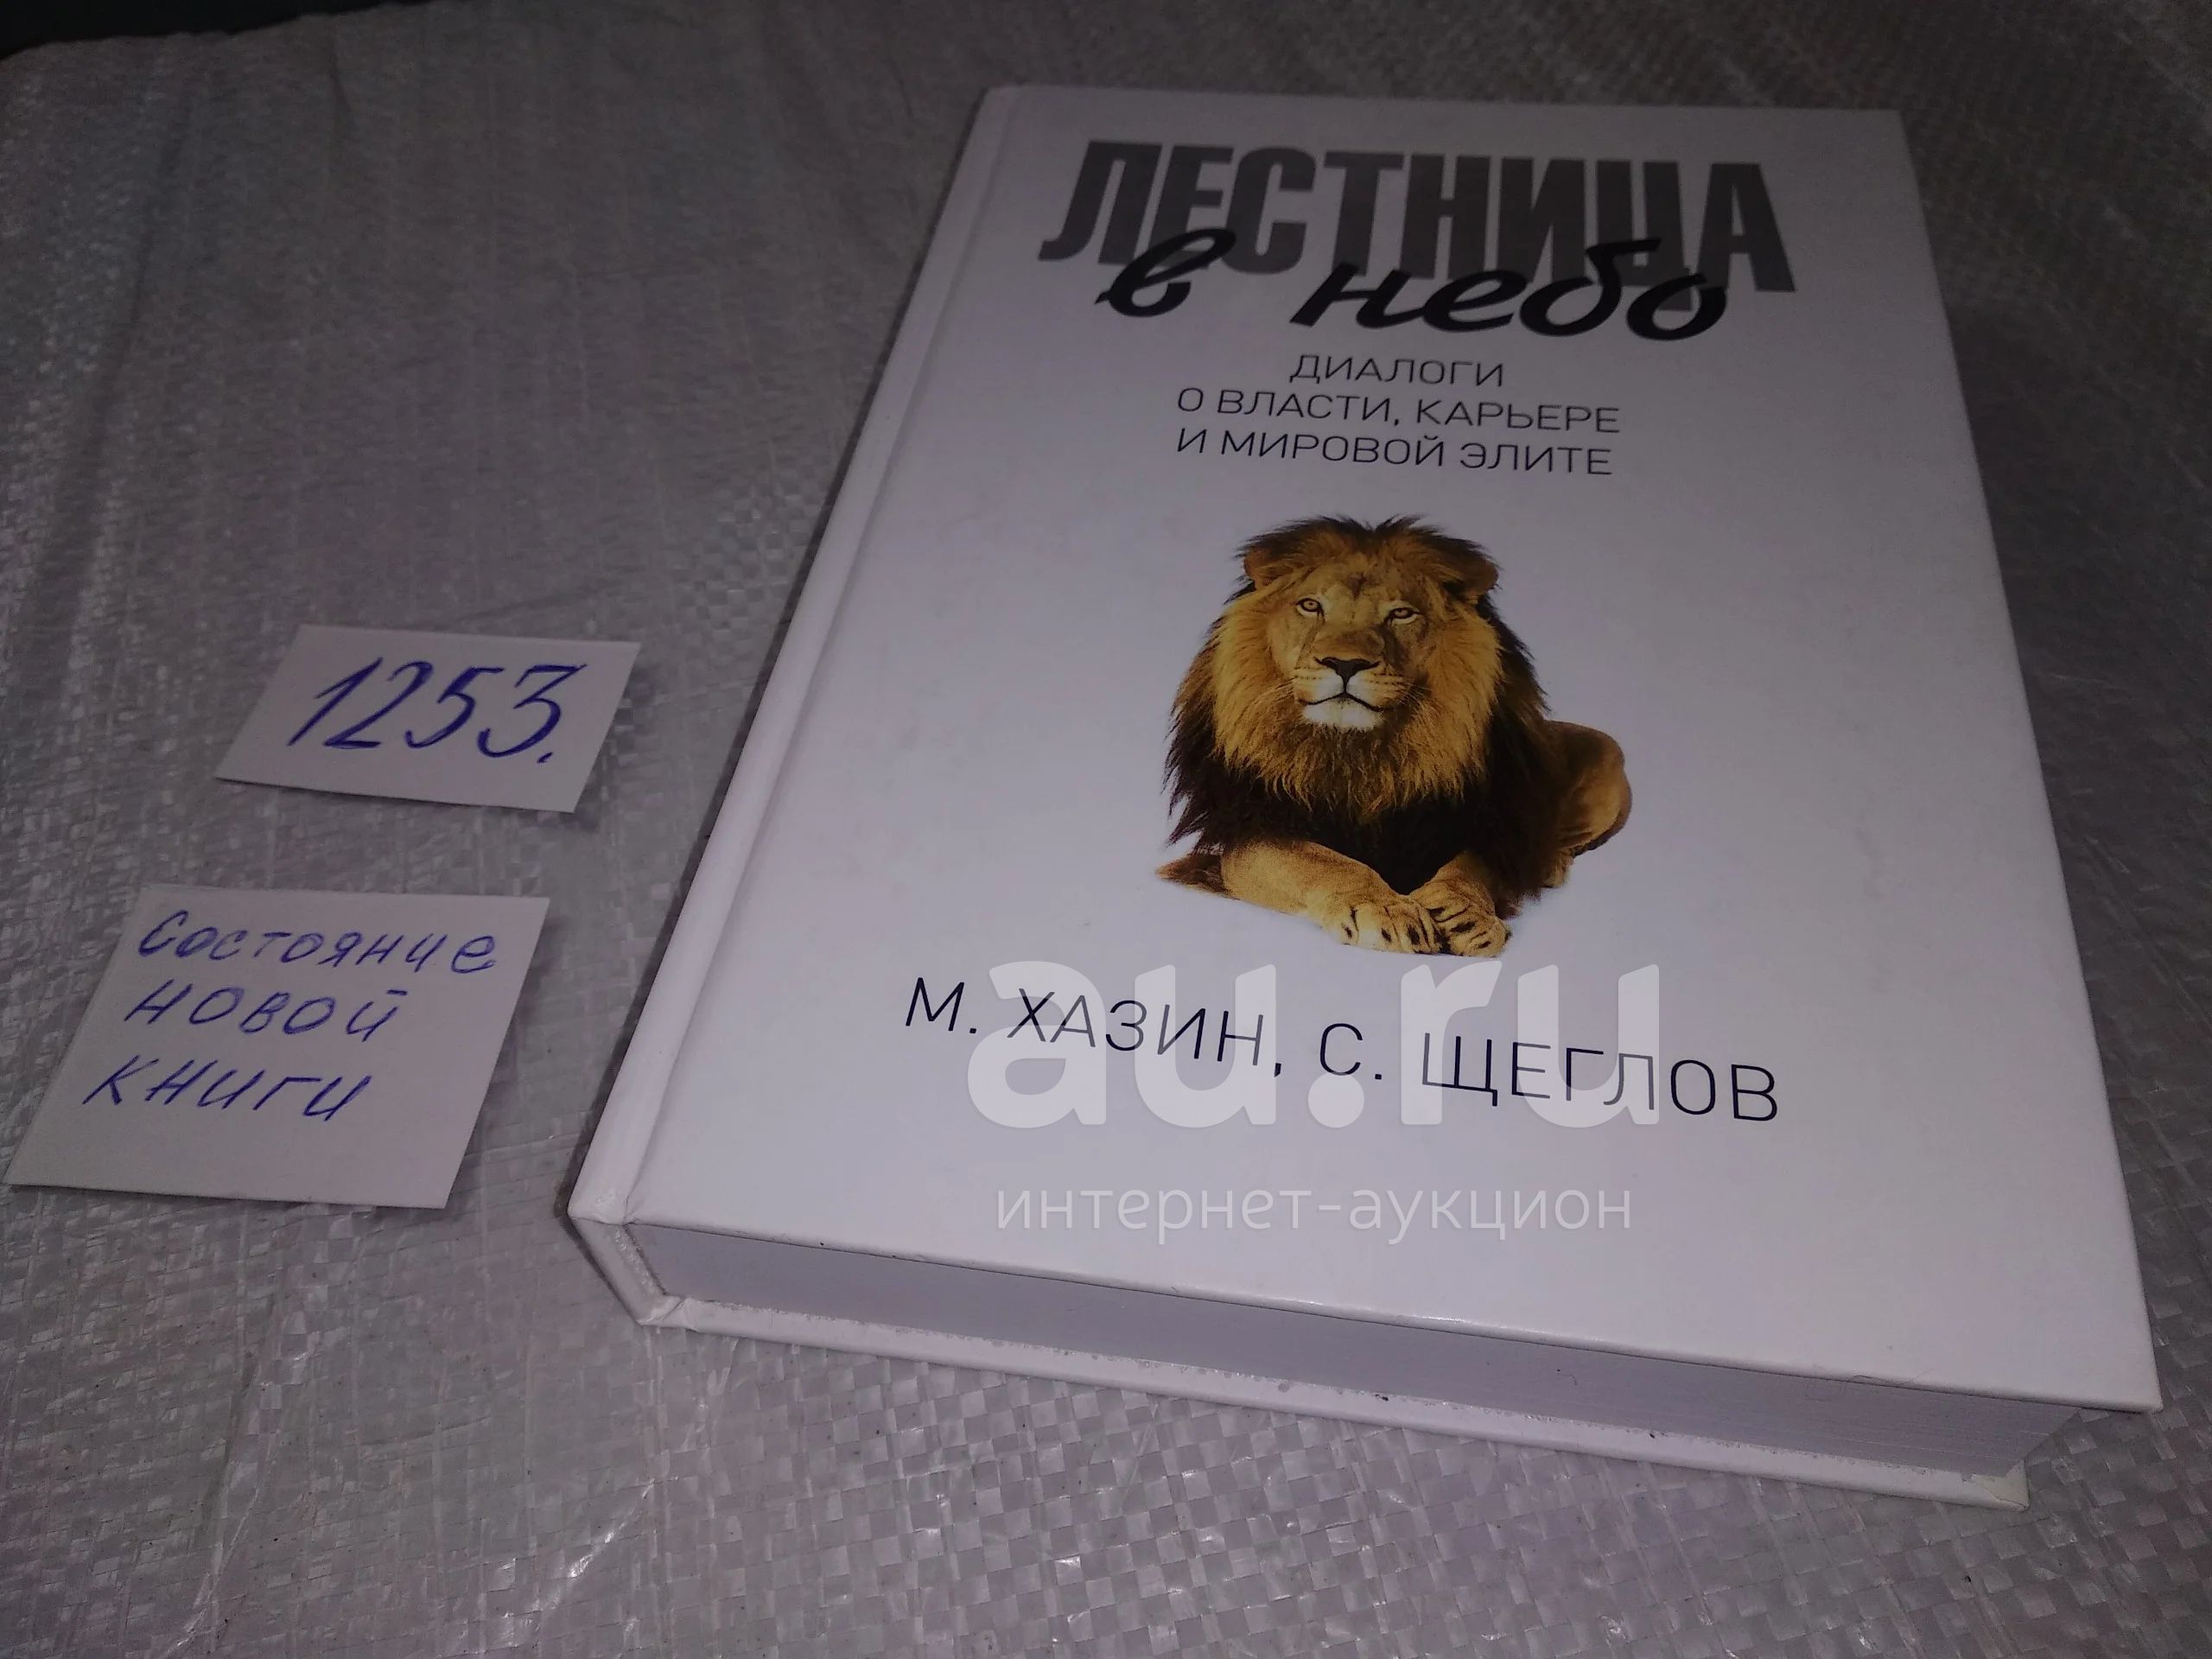 ЛЕСТНИЦА
в небо
ДИАЛОГИ
О ВЛАСТИ, КАРЬЕРЕ
И МИРОВОЙ ЭЛИТЕ
М. ХАЗИН, С. ЩЕГЛОВ
1253.
Состояние
новой
книги
au.ru
интернет-аукцион